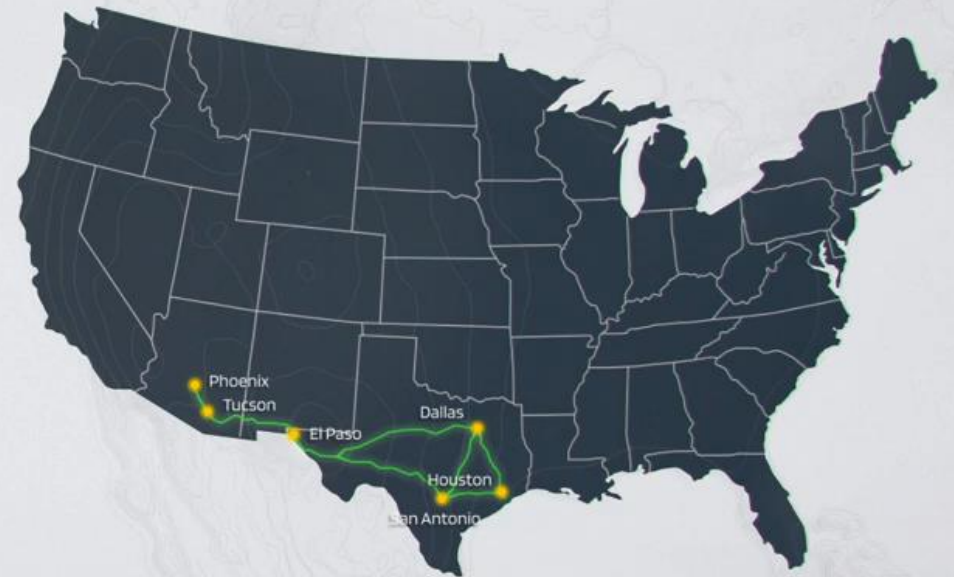 Phoenix
Tucson
El Paso
Dallas
Houston
San Antonio